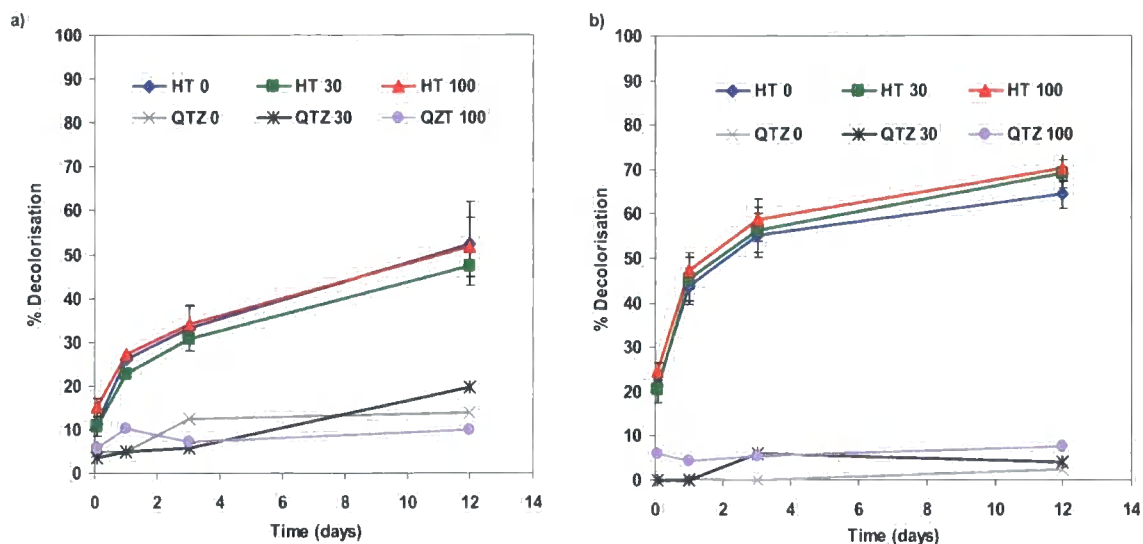 a)
100
90
80
70
60
50
40
30
20
10
0
% Decolorisation
HT 0 HT 30 HT 100
QTZ 0 QTZ 30 QZT 100
0 2 4 6 8 10 12 14
Time (days)
b)
100
90
80
70
60
50
40
30
20
10
0
% Decolorisation
HT 0 HT 30 HT 100
QTZ 0 QTZ 30 QTZ 100
0 2 4 6 8 10 12 14
Time (days)